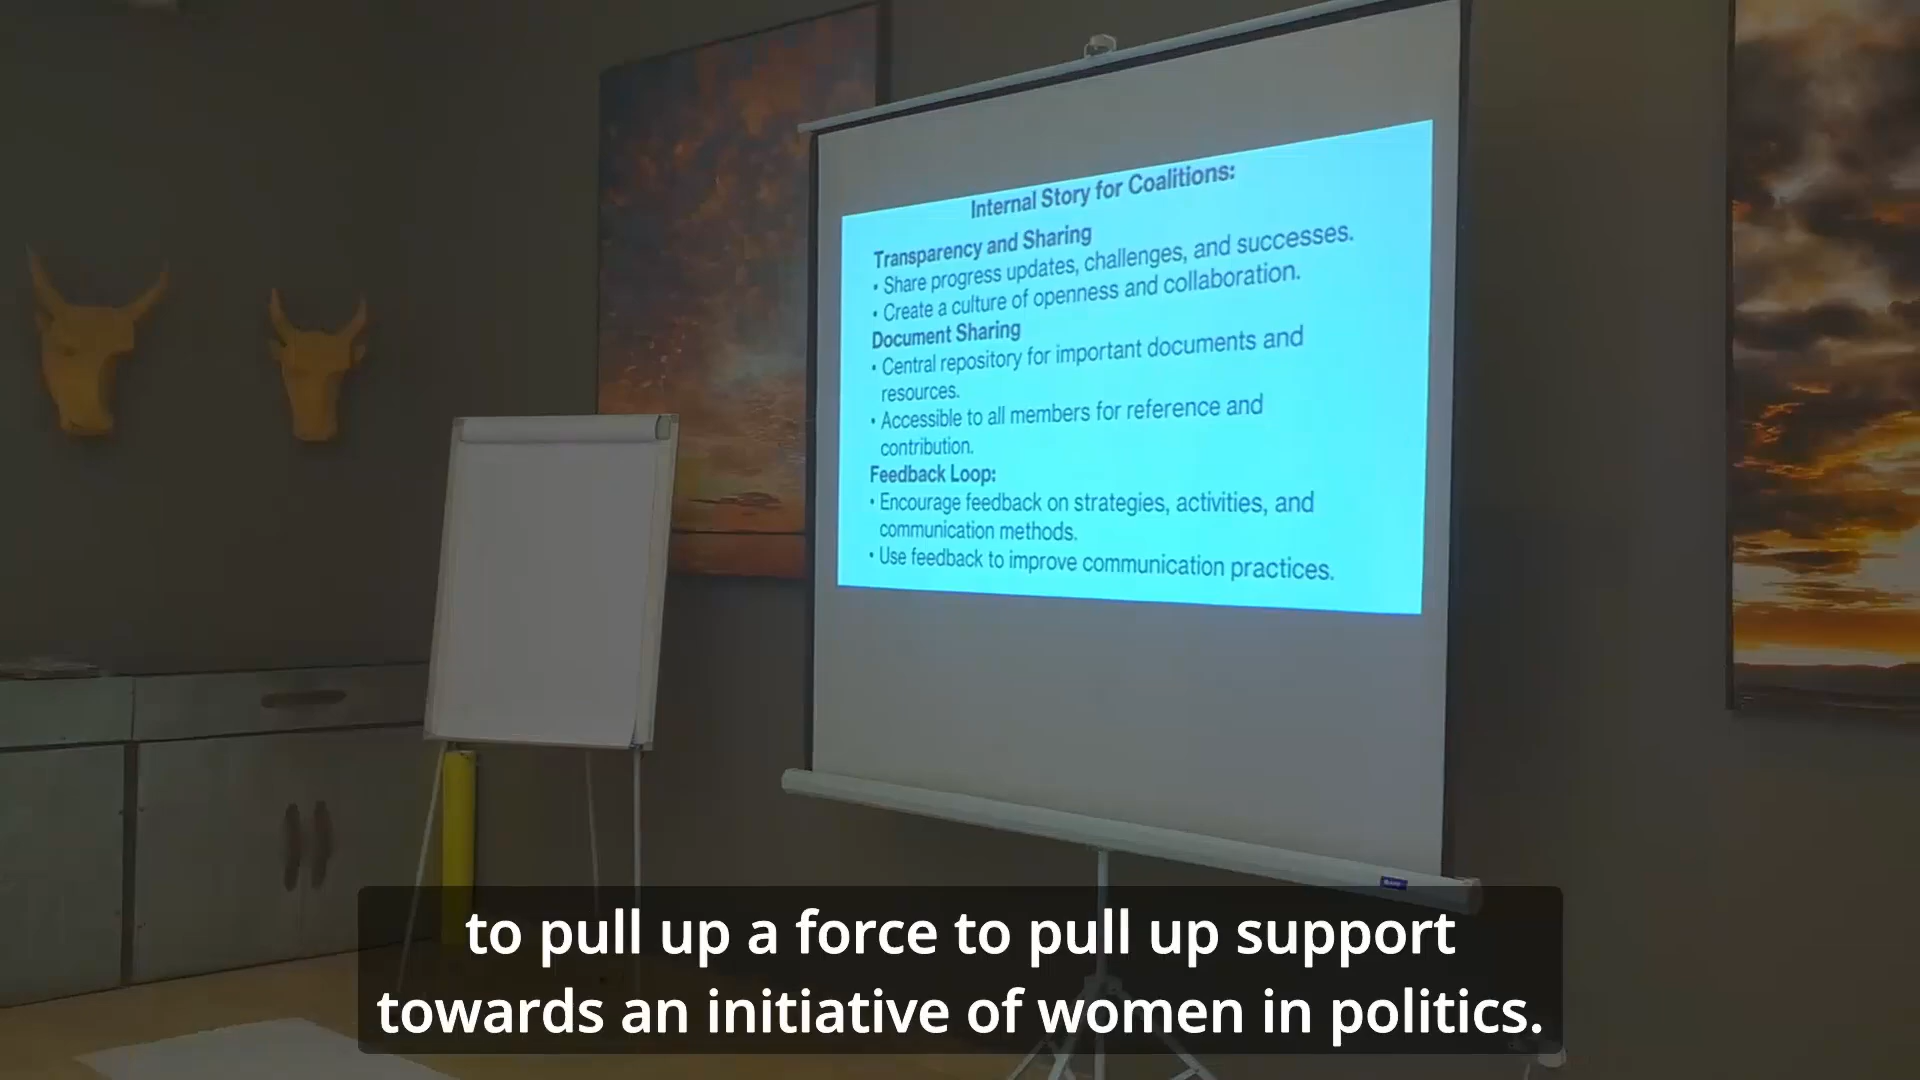 Internal Story for Coalitions:
Transparency and Sharing
• Share progress updates, challenges, and successes.
• Create a culture of openness and collaboration.
Document Sharing
• Central repository for important documents and
resources.
• Accessible to all members for reference and
contribution.
Feedback Loop:
• Encourage feedback on strategies, activities, and
communication methods.
• Use feedback to improve communication practices.
to pull up a force to pull up support
towards an initiative of women in politics.